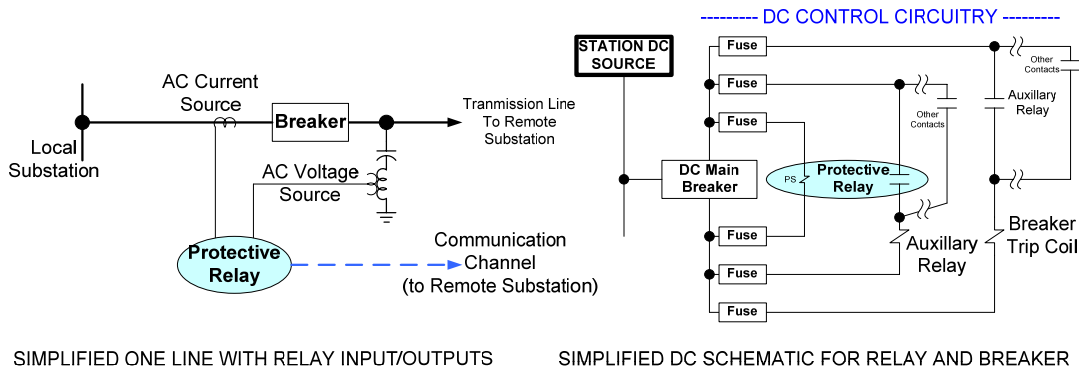 AC Current
Source
Breaker
Tranmission Line
To Remote
Substation
Local
Substation
AC Voltage
Source
Protective
Relay
Communication
Channel
(to Remote Substation)
SIMPLIFIED ONE LINE WITH RELAY INPUT/OUTPUTS
--------- DC CONTROL CIRCUITRY ---------
STATION DC
SOURCE
Fuse
Fuse
Fuse
DC Main
Breaker
PS
Protective
Relay
Other
Contacts
Other
Contacts
Auxillary
Relay
Fuse
Fuse
Fuse
Auxillary
Relay
Breaker
Trip Coil
SIMPLIFIED DC SCHEMATIC FOR RELAY AND BREAKER